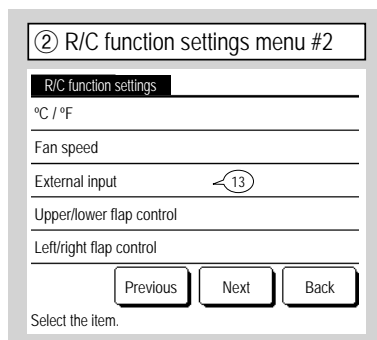 ② R/C function settings menu #2
R/C function settings
ºC / ºF
Fan speed
External input ⑬
Upper/lower flap control
Left/right flap control
Previous Next Back
Select the item.